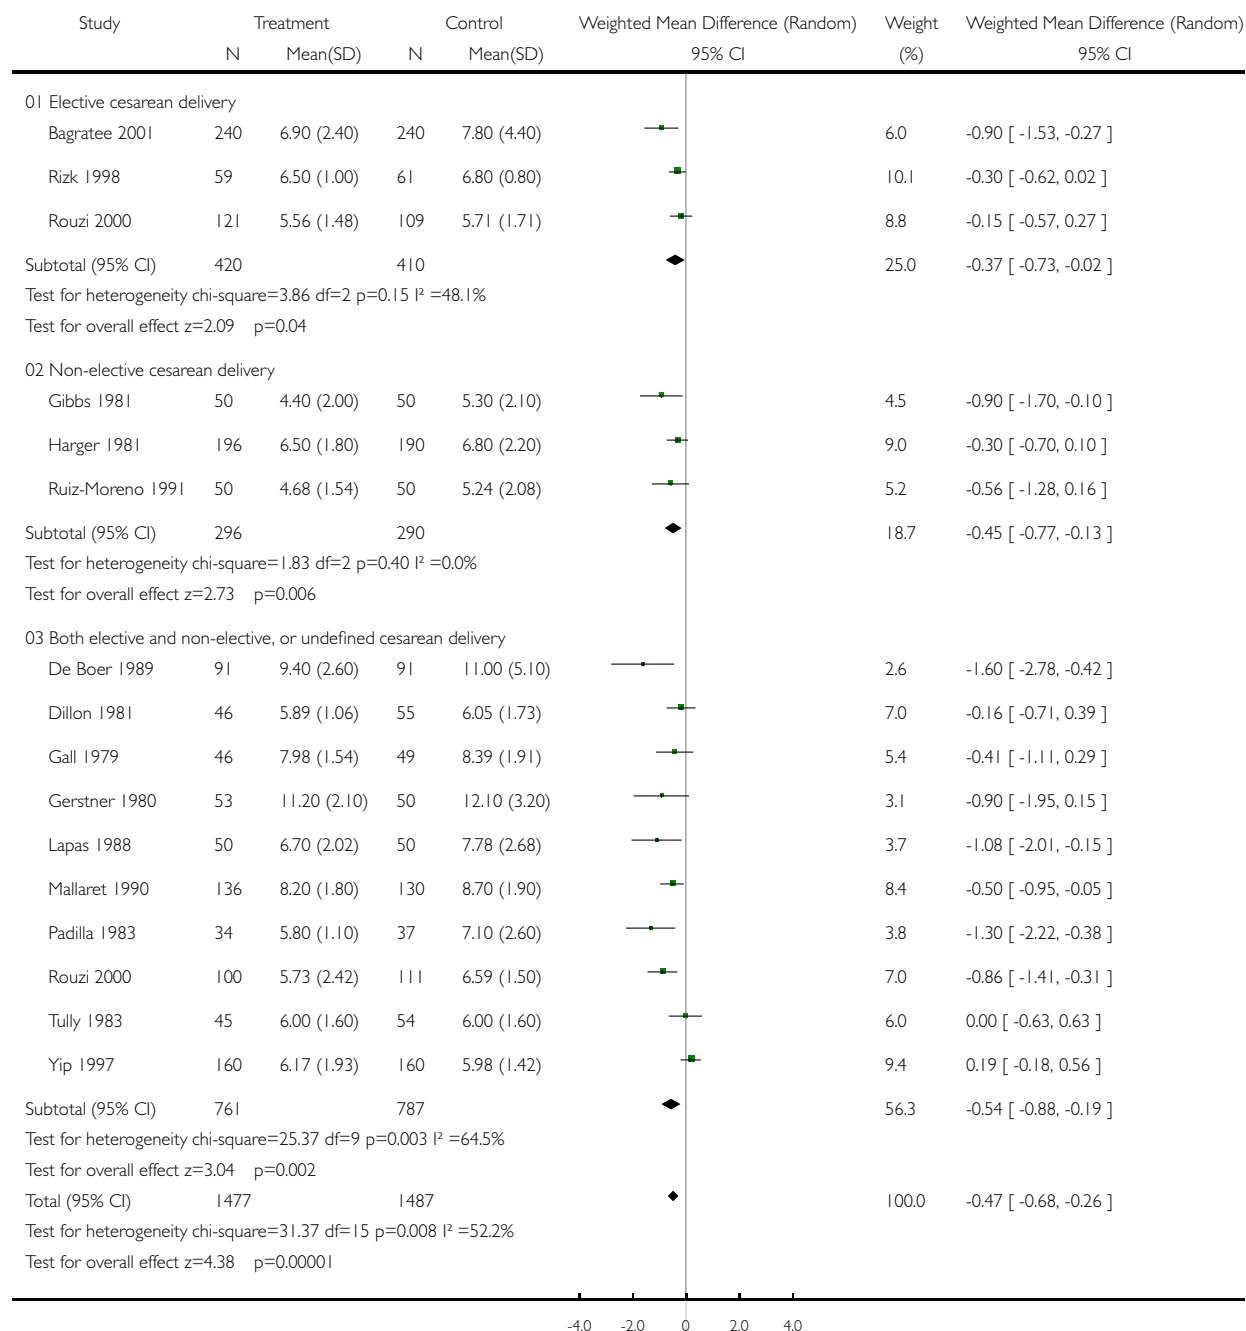 Study Treatment Control Weighted Mean Difference (Random) Weight Weighted Mean Difference (Random)
N Mean(SD) N Mean(SD) 95% CI (%) 95% CI
01 Elective cesarean delivery
Bagratee 2001 240 6.90 (2.40) 240 7.80 (4.40) 6.0 -0.90 [ -1.53, -0.27 ]
Rizk 1998 59 6.50 (1.00) 61 6.80 (0.80) 10.1 -0.30 [ -0.62, 0.02 ]
Rouzi 2000 121 5.56 (1.48) 109 5.71 (1.71) 8.8 -0.15 [ -0.57, 0.27 ]
Subtotal (95% CI) 420 410 25.0 -0.37 [ -0.73, -0.02 ]
Test for heterogeneity chi-square=3.86 df=2 p=0.15 I² =48.1%
Test for overall effect z=2.09 p=0.04
02 Non-elective cesarean delivery
Gibbs 1981 50 4.40 (2.00) 50 5.30 (2.10) 4.5 -0.90 [ -1.70, -0.10 ]
Harger 1981 196 6.50 (1.80) 190 6.80 (2.20) 9.0 -0.30 [ -0.70, 0.10 ]
Ruiz-Moreno 1991 50 4.68 (1.54) 50 5.24 (2.08) 5.2 -0.56 [ -1.28, 0.16 ]
Subtotal (95% CI) 296 290 18.7 -0.45 [ -0.77, -0.13 ]
Test for heterogeneity chi-square=1.83 df=2 p=0.40 I² =0.0%
Test for overall effect z=2.73 p=0.006
03 Both elective and non-elective, or undefined cesarean delivery
De Boer 1989 91 9.40 (2.60) 91 11.00 (5.10) 2.6 -1.60 [ -2.78, -0.42 ]
Dillon 1981 46 5.89 (1.06) 55 6.05 (1.73) 7.0 -0.16 [ -0.71, 0.39 ]
Gall 1979 46 7.98 (1.54) 49 8.39 (1.91) 5.4 -0.41 [ -1.11, 0.29 ]
Gerstner 1980 53 11.20 (2.10) 50 12.10 (3.20) 3.1 -0.90 [ -1.95, 0.15 ]
Lapas 1988 50 6.70 (2.02) 50 7.78 (2.68) 3.7 -1.08 [ -2.01, -0.15 ]
Mallaret 1990 136 8.20 (1.80) 130 8.70 (1.90) 8.4 -0.50 [ -0.95, -0.05 ]
Padilla 1983 34 5.80 (1.10) 37 7.10 (2.60) 3.8 -1.30 [ -2.22, -0.38 ]
Rouzi 2000 100 5.73 (2.42) 111 6.59 (1.50) 7.0 -0.86 [ -1.41, -0.31 ]
Tully 1983 45 6.00 (1.60) 54 6.00 (1.60) 6.0 0.00 [ -0.63, 0.63 ]
Yip 1997 160 6.17 (1.93) 160 5.98 (1.42) 9.4 0.19 [ -0.18, 0.56 ]
Subtotal (95% CI) 761 787 56.3 -0.54 [ -0.88, -0.19 ]
Test for heterogeneity chi-square=25.37 df=9 p=0.003 I² =64.5%
Test for overall effect z=3.04 p=0.002
Total (95% CI) 1477 1487 100.0 -0.47 [ -0.68, -0.26 ]
Test for heterogeneity chi-square=31.37 df=15 p=0.008 I² =52.2%
Test for overall effect z=4.38 p=0.00001
-4.0 -2.0 0 2.0 4.0